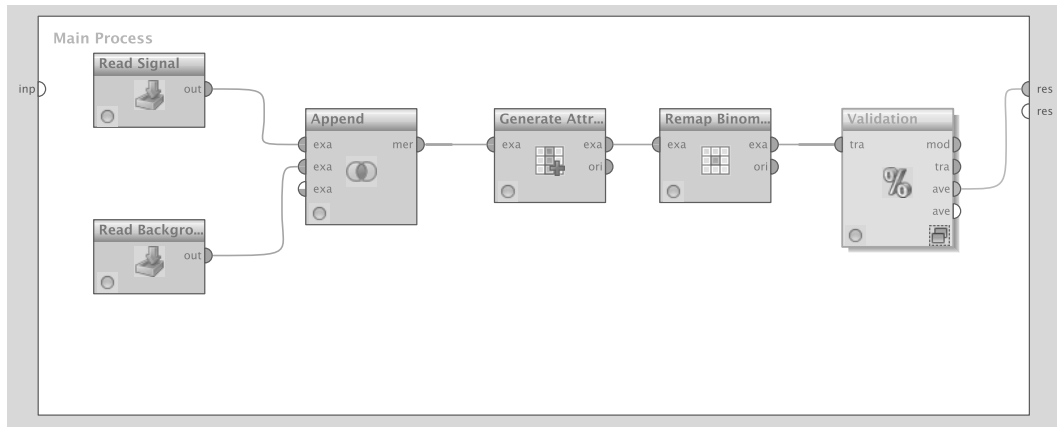 Main Process
Read Signal
inp
out
res
res
Append
Generate Attr...
Remap Binom...
Validation
exa
mer
exa
exa
exa
exa
tra
mod
exa
ori
ori
tra
exa
ave
ave
Read Backgro...
out